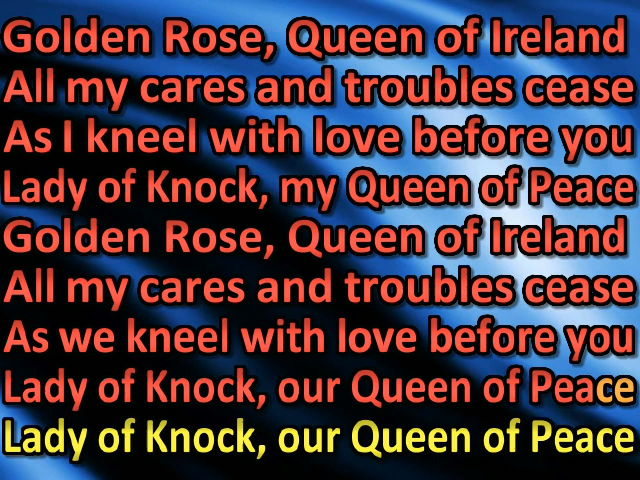 Golden Rose, Queen of Ireland
All my cares and troubles cease
As I kneel with love before you
Lady of Knock, my Queen of Peace
Golden Rose, Queen of Ireland
All my cares and troubles cease
As we kneel with love before you
Lady of Knock, our Queen of Peace
Lady of Knock, our Queen of Peace